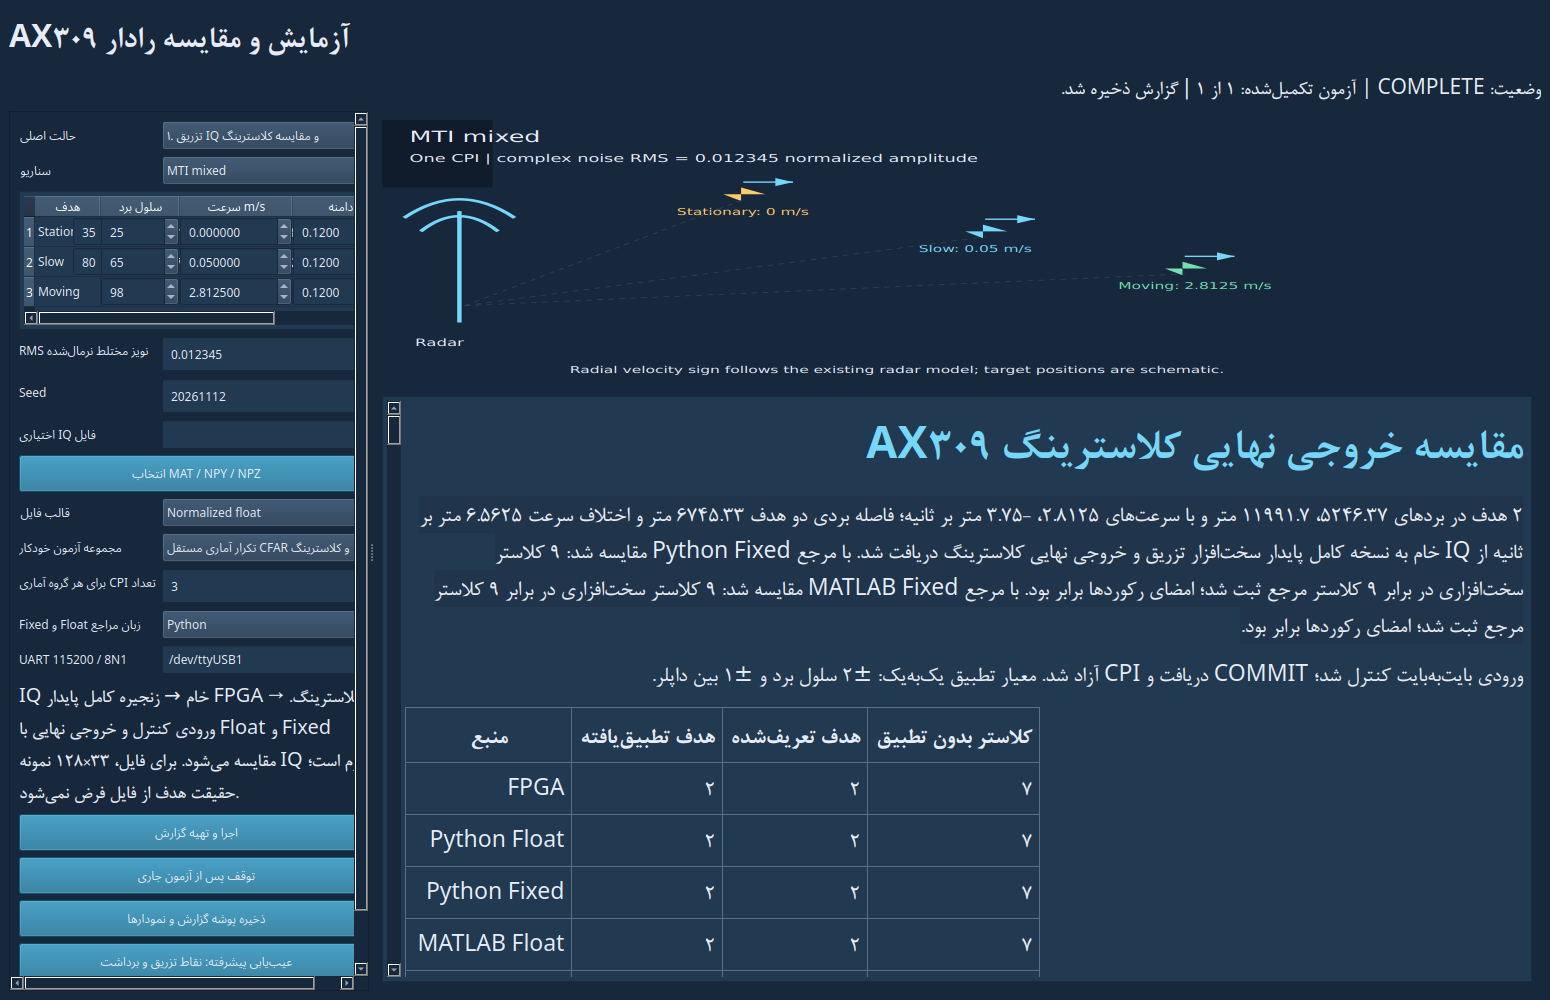 آزمایش و مقایسه رادار AX۳۰۹
وضعیت: COMPLETE | آزمون تکمیل‌شده: ۱ از ۱ | گزارش ذخیره شد.
حالت اصلی
۱. تزریق IQ و مقایسه کلاسترینگ
سناریو
MTI mixed
هدف سلول برد سرعت m/s دامنه
1 Station 35 25 0.000000 0.1200
2 Slow 80 65 0.050000 0.1200
3 Moving 98 2.812500 0.1200
نویز مختلط نرمال‌شده RMS
0.012345
Seed
20261112
فایل IQ اختیاری
انتخاب MAT / NPY / NPZ
قالب فایل
Normalized float
مجموعه آزمون خودکار
تکرار آماری مستقل CFAR و کلاسترینگ
تعداد CPI برای هر گروه آماری
3
زبان مراجع Float و Fixed
Python
UART 115200 / 8N1
/dev/ttyUSB1
IQ خام → FPGA زنجیره کامل پایدار → کلاسترینگ.
ورودی کنترل و خروجی نهایی با Float و Fixed
مقایسه می‌شود. برای فایل، ۳۳×۱۲۸ نمونه IQ
حقیقت هدف از فایل فرض نمی‌شود.
اجرا و تهیه گزارش
توقف پس از آزمون جاری
ذخیره پوشه گزارش و نمودارها
عیب‌یابی پیشرفته: نقاط تزریق و برداشت
MTI mixed
One CPI | complex noise RMS = 0.012345 normalized amplitude
Stationary: 0 m/s
Slow: 0.05 m/s
Moving: 2.8125 m/s
Radar
Radial velocity sign follows the existing radar model; target positions are schematic.
مقایسه خروجی نهایی کلاسترینگ AX۳۰۹
۲ هدف در بردهای ۵۲۴۶.۳۷، ۱۱۹۹۱.۷ متر و با سرعت‌های ۲.۸۱۲۵، -۳.۷۵ متر بر ثانیه؛ فاصله بردی دو هدف ۶۷۴۵.۳۳ متر و اختلاف سرعت ۶.۵۶۲۵ متر بر
ثانیه از IQ خام به نسخه کامل پایدار سخت‌افزار تزریق و خروجی نهایی کلاسترینگ دریافت شد. با مرجع Python Fixed مقایسه شد: ۹ کلاستر
سخت‌افزاری در برابر ۹ کلاستر مرجع ثبت شد؛ امضای رکوردها برابر بود. با مرجع MATLAB Fixed مقایسه شد: ۹ کلاستر سخت‌افزاری در برابر ۹ کلاستر
مرجع ثبت شد؛ امضای رکوردها برابر بود.
ورودی بایت‌به‌بایت کنترل شد؛ COMMIT دریافت و CPI آزاد شد. معیار تطبیق یک‌به‌یک: ±۲ سلول برد و ±۱ بین داپلر.
منبع هدف تطبیق‌یافته هدف تعریف‌شده کلاستر بدون تطبیق
FPGA ۲ ۲ ۷
Python Float ۲ ۲ ۷
Python Fixed ۲ ۲ ۷
MATLAB Float ۲ ۲ ۷